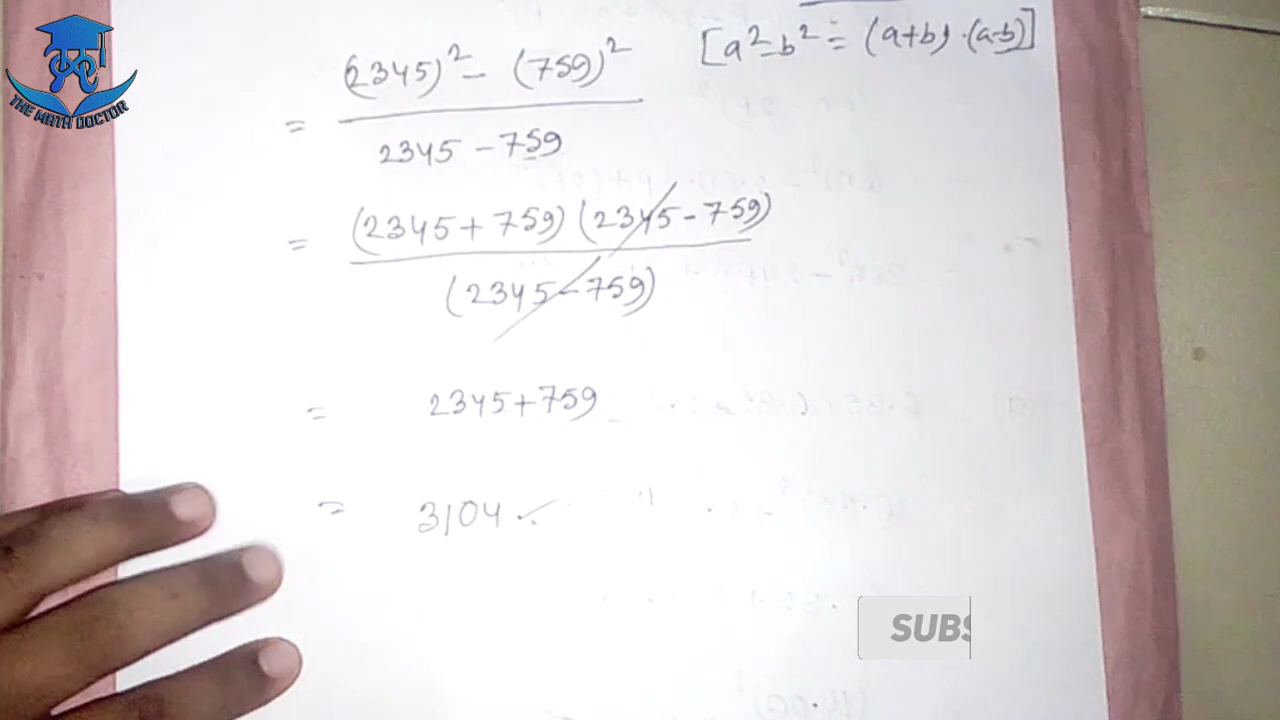 THE MATH DOCTOR
[a² - b² = (a+b) · (a-b)]
(2345)² - (759)²
=
2345 - 759
(2345 + 759) (2345 - 759)
=
(2345 - 759)
= 2345 + 759
= 3104
SUBS